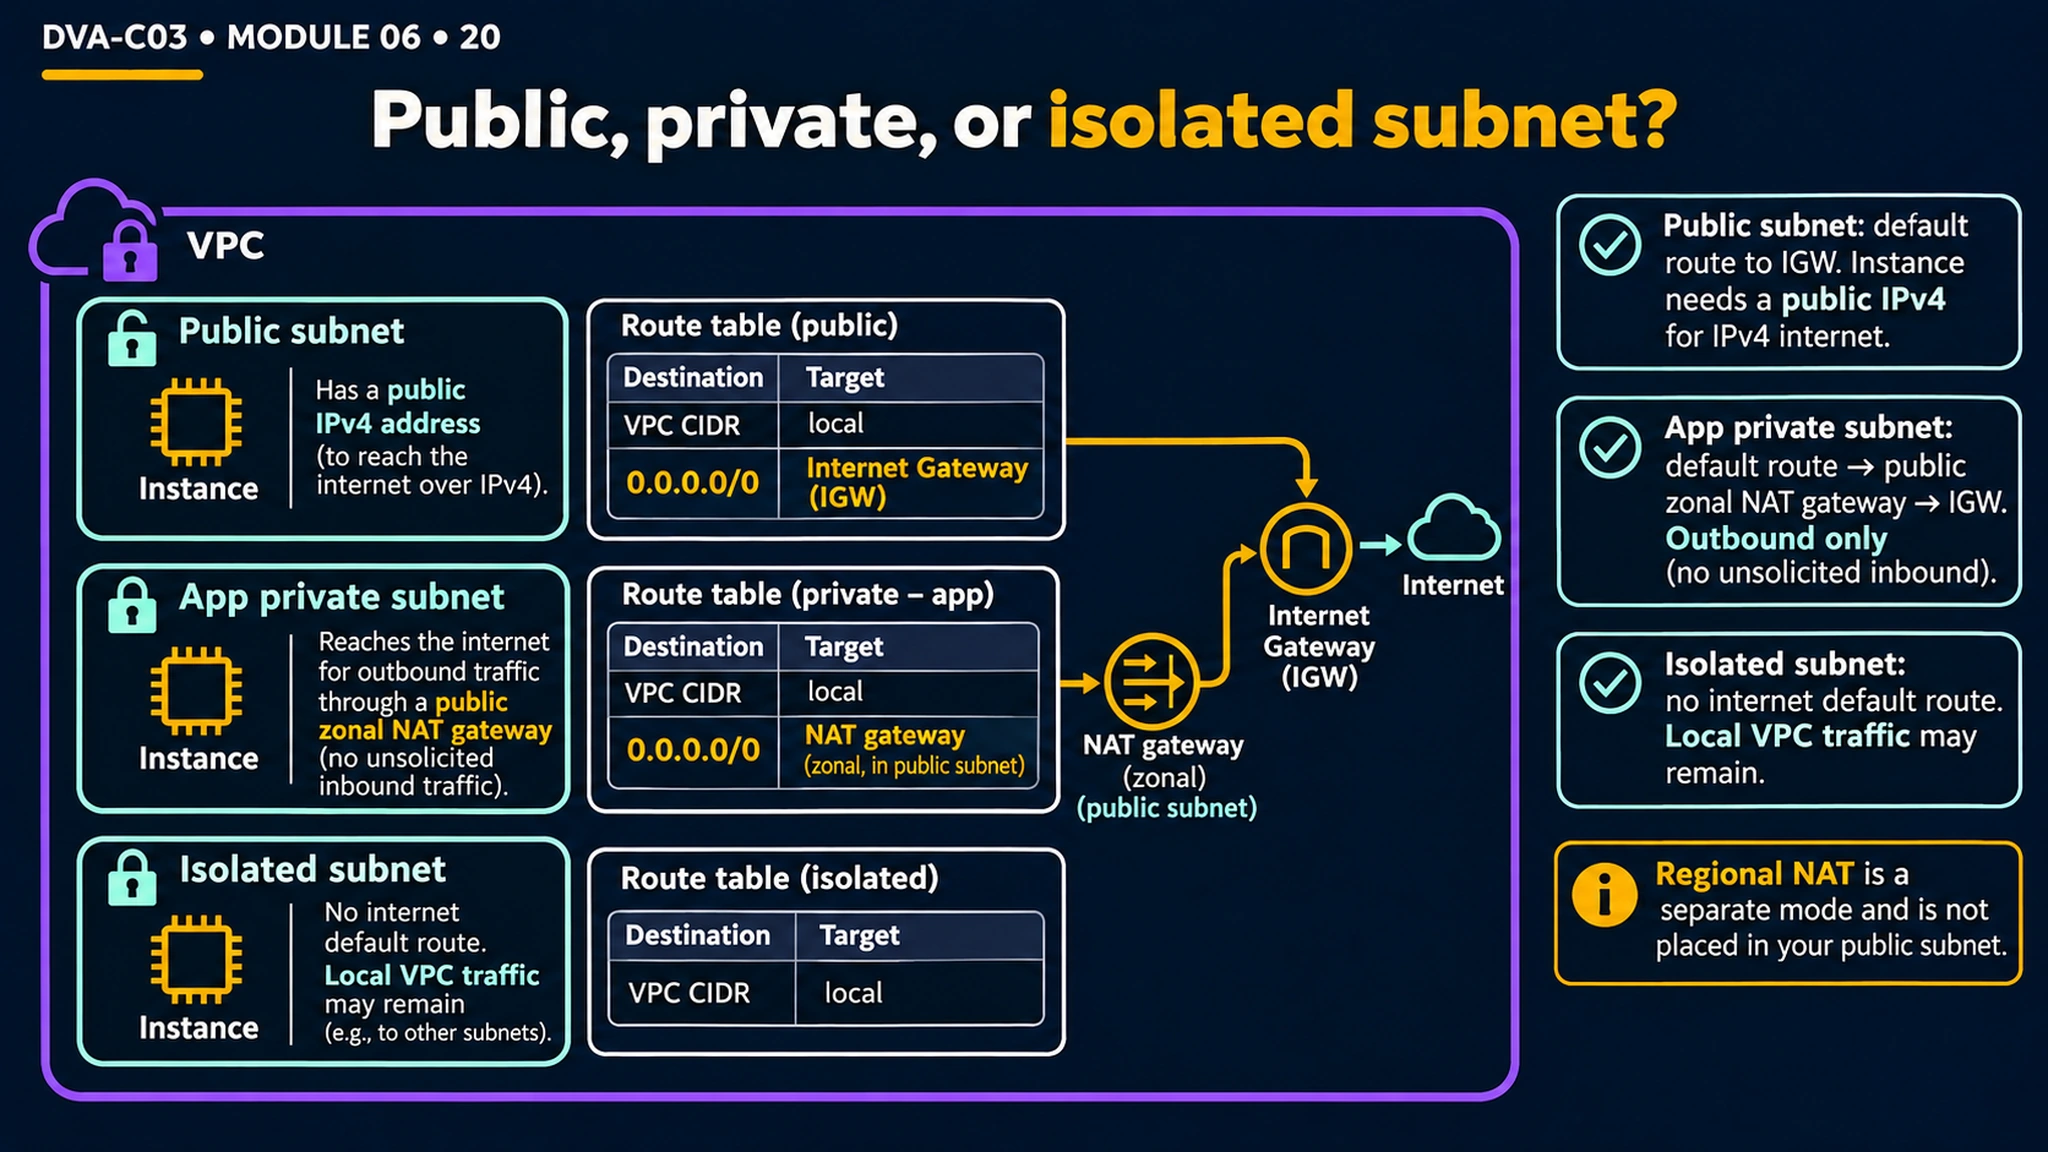 DVA-C03 • MODULE 06 • 20
Public, private, or isolated subnet?
VPC
Public subnet
Instance
Has a public
IPv4 address
(to reach the
internet over IPv4).
Route table (public)
Destination Target
VPC CIDR local
0.0.0.0/0 Internet Gateway
(IGW)
App private subnet
Instance
Reaches the internet
for outbound traffic
through a public
zonal NAT gateway
(no unsolicited
inbound traffic).
Route table (private – app)
Destination Target
VPC CIDR local
0.0.0.0/0 NAT gateway
(zonal, in public subnet)
NAT gateway
(zonal)
(public subnet)
Internet
Gateway
(IGW)
Internet
Isolated subnet
Instance
No internet
default route.
Local VPC traffic
may remain
(e.g., to other subnets).
Route table (isolated)
Destination Target
VPC CIDR local
Public subnet: default
route to IGW. Instance
needs a public IPv4
for IPv4 internet.
App private subnet:
default route → public
zonal NAT gateway → IGW.
Outbound only
(no unsolicited inbound).
Isolated subnet:
no internet default route.
Local VPC traffic may
remain.
Regional NAT is a
separate mode and is not
placed in your public subnet.